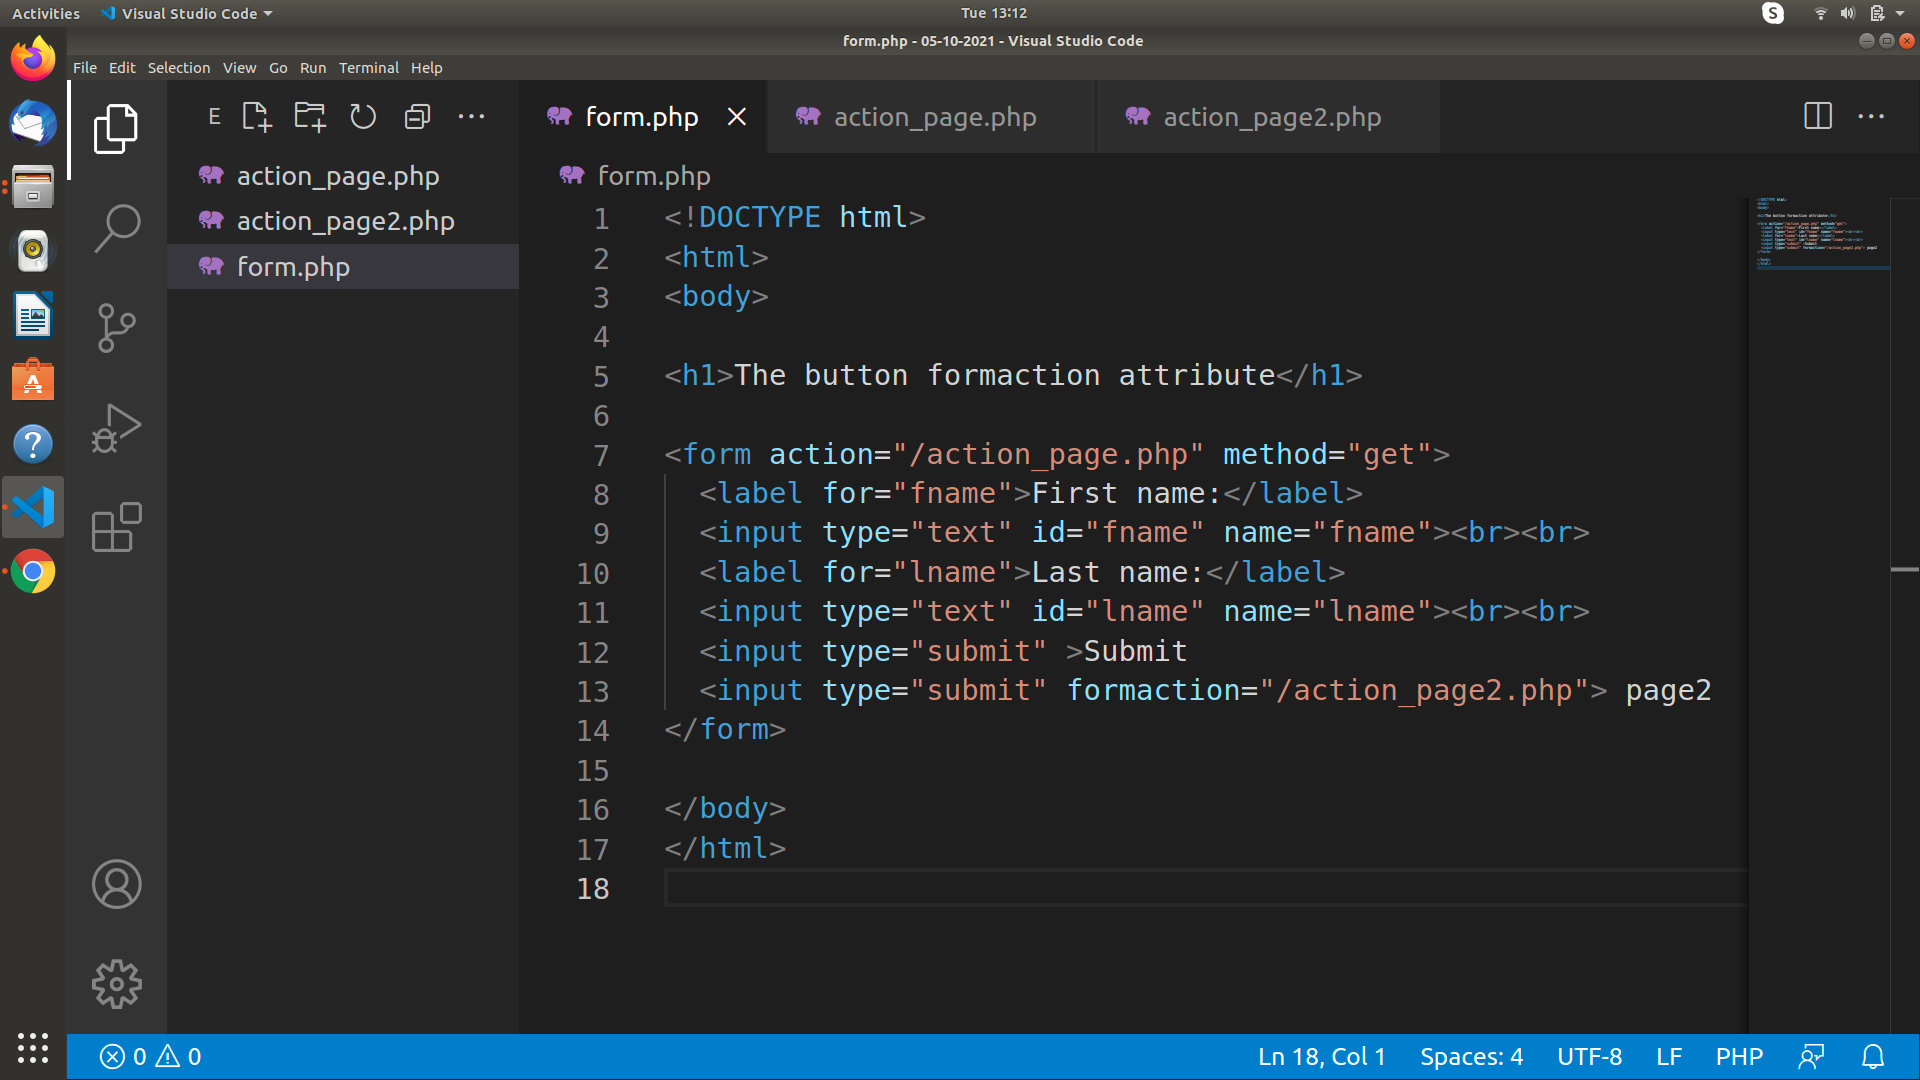 Activities Visual Studio Code Tue 13:12
form.php - 05-10-2021 - Visual Studio Code
File Edit Selection View Go Run Terminal Help
E
action_page.php
action_page2.php
form.php
form.php action_page.php action_page2.php
form.php
1 <!DOCTYPE html>
2 <html>
3 <body>
4
5 <h1>The button formaction attribute</h1>
6
7 <form action="/action_page.php" method="get">
8 <label for="fname">First name:</label>
9 <input type="text" id="fname" name="fname"><br><br>
10 <label for="lname">Last name:</label>
11 <input type="text" id="lname" name="lname"><br><br>
12 <input type="submit" >Submit
13 <input type="submit" formaction="/action_page2.php"> page2
14 </form>
15
16 </body>
17 </html>
18
0 0 Ln 18, Col 1 Spaces: 4 UTF-8 LF PHP